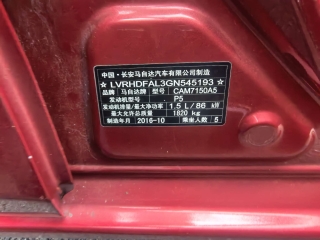 中国·长安马自达汽车有限公司制造
☆ LVRHDFAL3GN545193 ☆
品牌 马自达牌 型号 CAM7150A5
发动机型号 P5
发动机排量/最大净功率 1.5 L/86 kW
最大允许总质量 1820 kg
制造年月 2016-10 乘坐人数 5